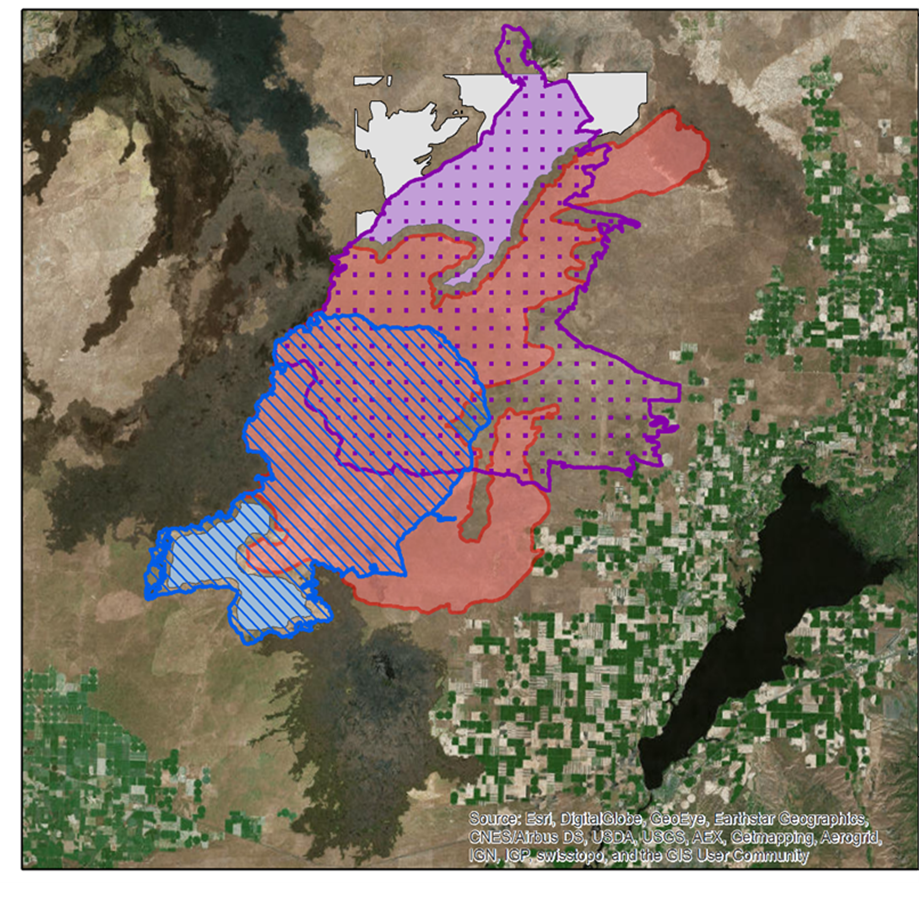 Source: Esri, DigitalGlobe, GeoEye, Earthstar Geographics,
CNES/Airbus DS, USDA, USGS, AEX, Getmapping, Aerogrid,
IGN, IGP, swisstopo, and the GIS User Community